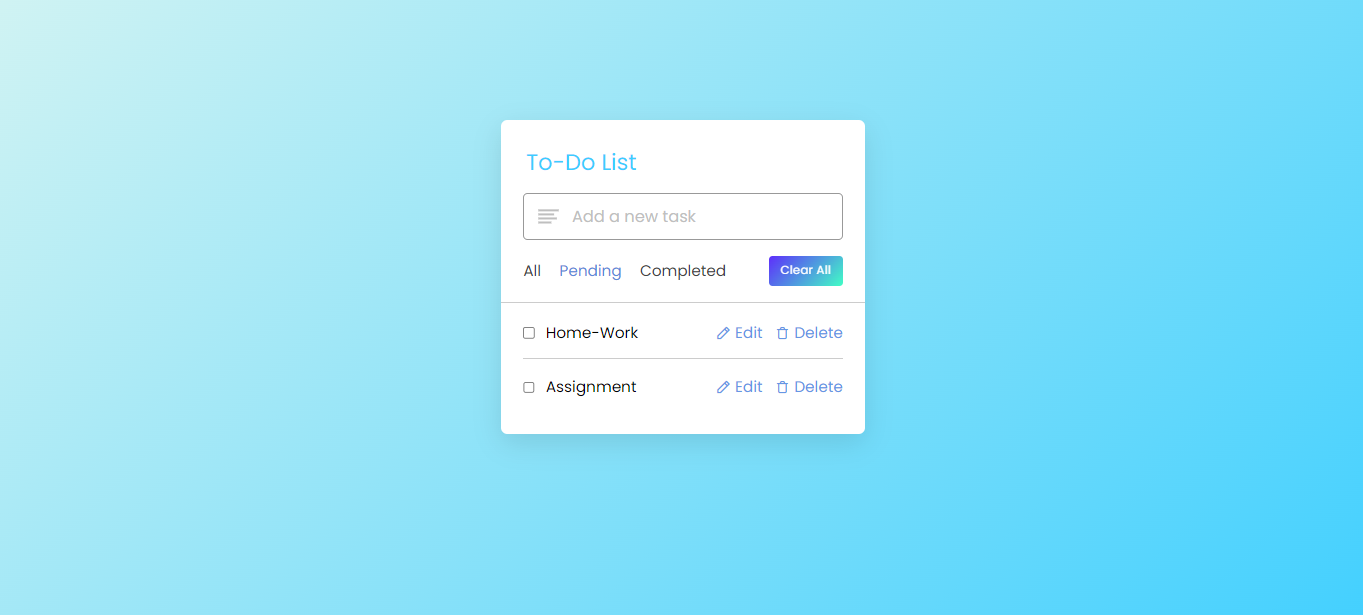 To-Do List
Add a new task
All Pending Completed Clear All
Home-Work Edit Delete
Assignment Edit Delete